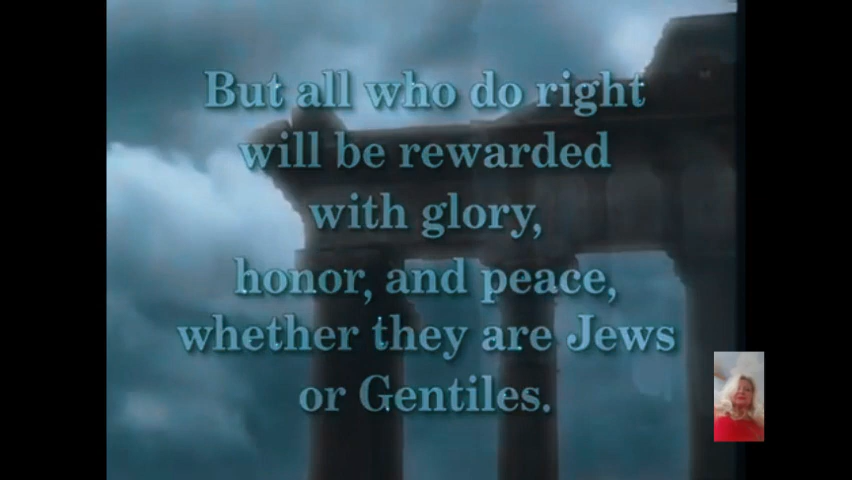 But all who do right
will be rewarded
with glory,
honor, and peace,
whether they are Jews
or Gentiles.